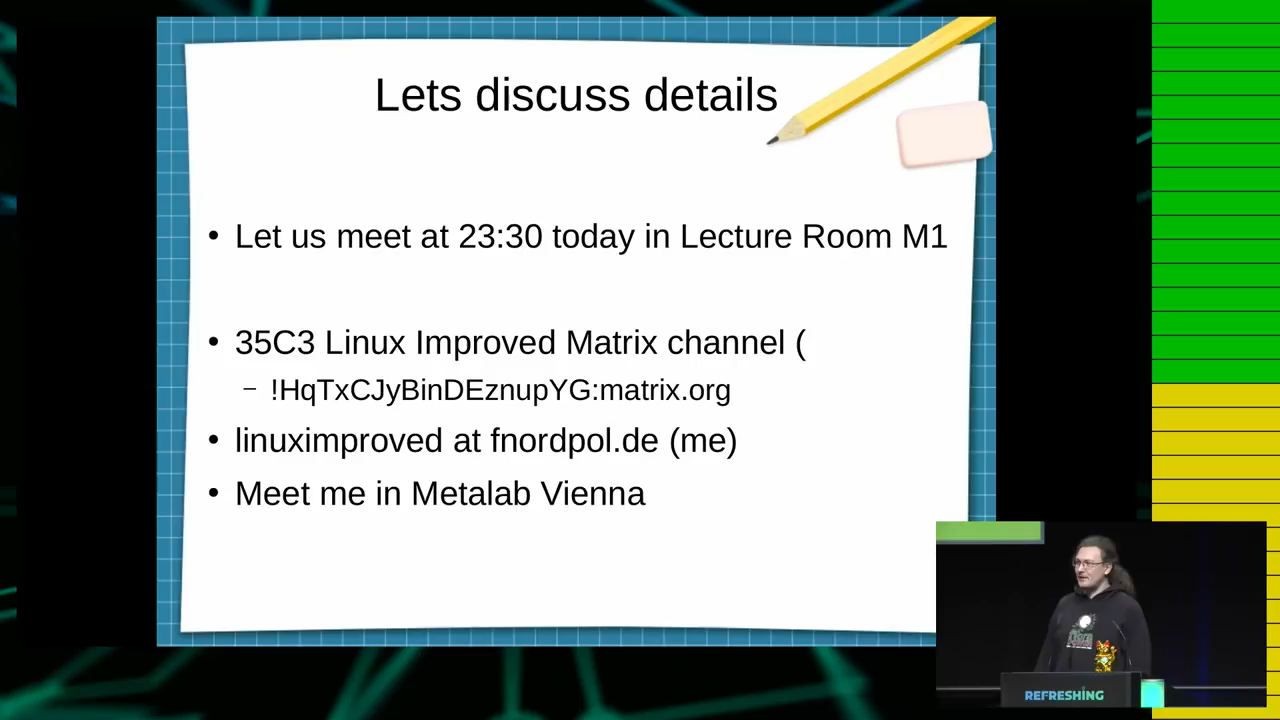 Lets discuss details
• Let us meet at 23:30 today in Lecture Room M1
• 35C3 Linux Improved Matrix channel (
– !HqTxCJyBinDEznupYG:matrix.org
• linuximproved at fnordpol.de (me)
• Meet me in Metalab Vienna
REFRESHING